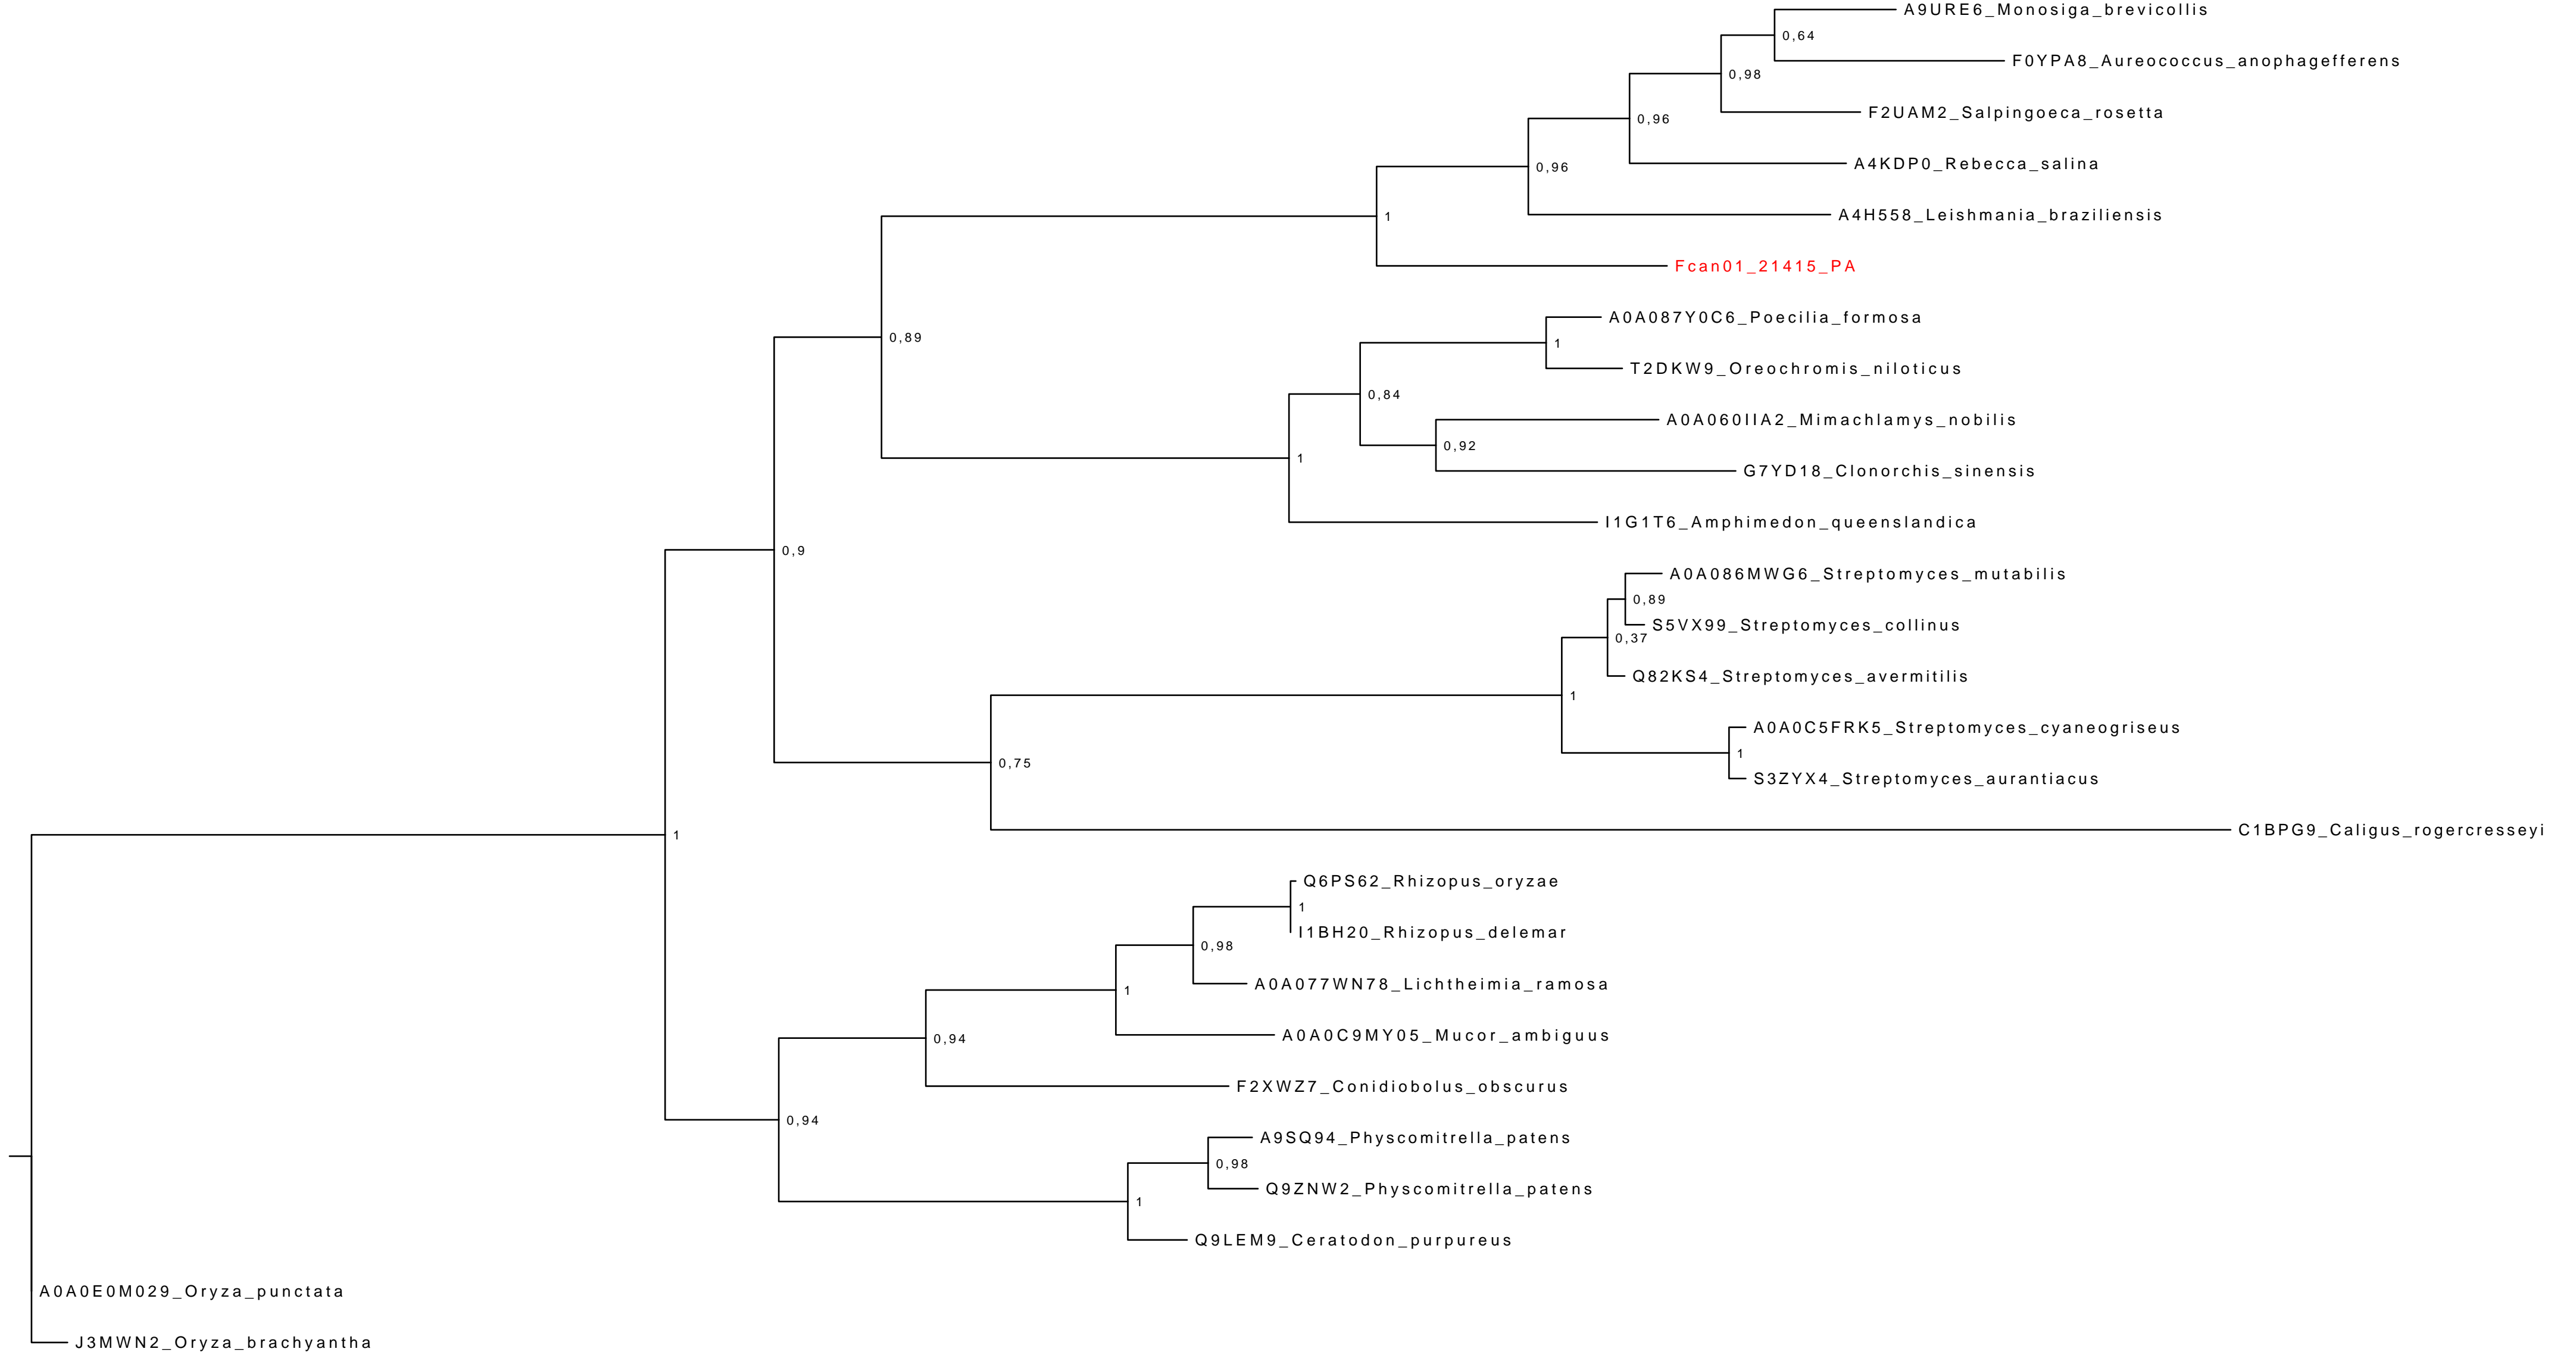 A9URE6_Monosiga_brevicollis
0,64
F0YPA8_Aureococcus_anophagefferens
0,98
F2UAM2_Salpingoeca_rosetta
0,96
A4KDP0_Rebecca_salina
0,96
A4H558_Leishmania_braziliensis
1
Fcan01_21415_PA
A0A087Y0C6_Poecilia_formosa
0,89
1
T2DKW9_Oreochromis_niloticus
0,84
A0A060IIA2_Mimachlamys_nobilis
0,92
1
G7YD18_Clonorchis_sinensis
I1G1T6_Amphimedon_queenslandica
0,9
A0A086MWG6_Streptomyces_mutabilis
0,89
S5VX99_Streptomyces_collinus
0,37
Q82KS4_Streptomyces_avermitilis
1
A0A0C5FRK5_Streptomyces_cyaneogriseus
1
0,75
S3ZYX4_Streptomyces_aurantiacus
C1BPG9_Caligus_rogercresseyi
1
Q6PS62_Rhizopus_oryzae
1
I1BH20_Rhizopus_delemar
0,98
A0A077WN78_Lichtheimia_ramosa
1
A0A0C9MY05_Mucor_ambiguus
0,94
F2XWZ7_Conidiobolus_obscurus
0,94
A9SQ94_Physcomitrella_patens
0,98
Q9ZNW2_Physcomitrella_patens
1
Q9LEM9_Ceratodon_purpureus
A0A0E0M029_Oryza_punctata
J3MWN2_Oryza_brachyantha